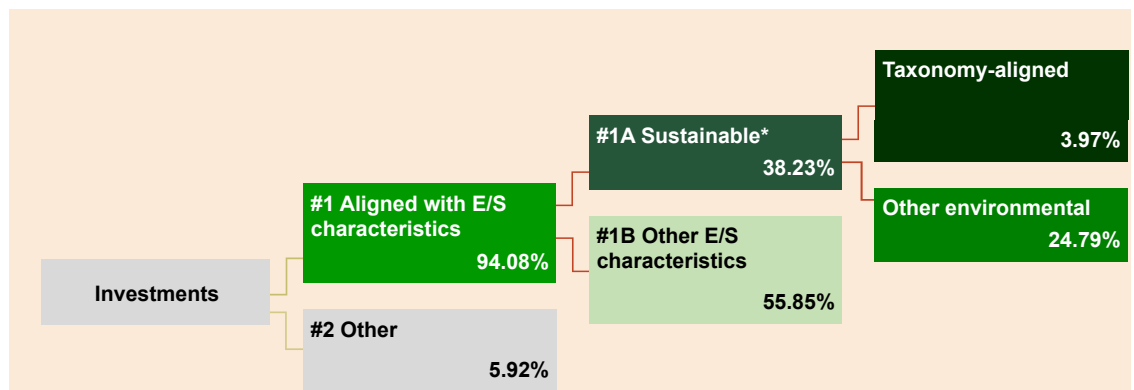 Investments
#1 Aligned with E/S
characteristics
94.08%
#2 Other
5.92%
#1A Sustainable*
38.23%
#1B Other E/S
characteristics
55.85%
Taxonomy-aligned
3.97%
Other environmental
24.79%